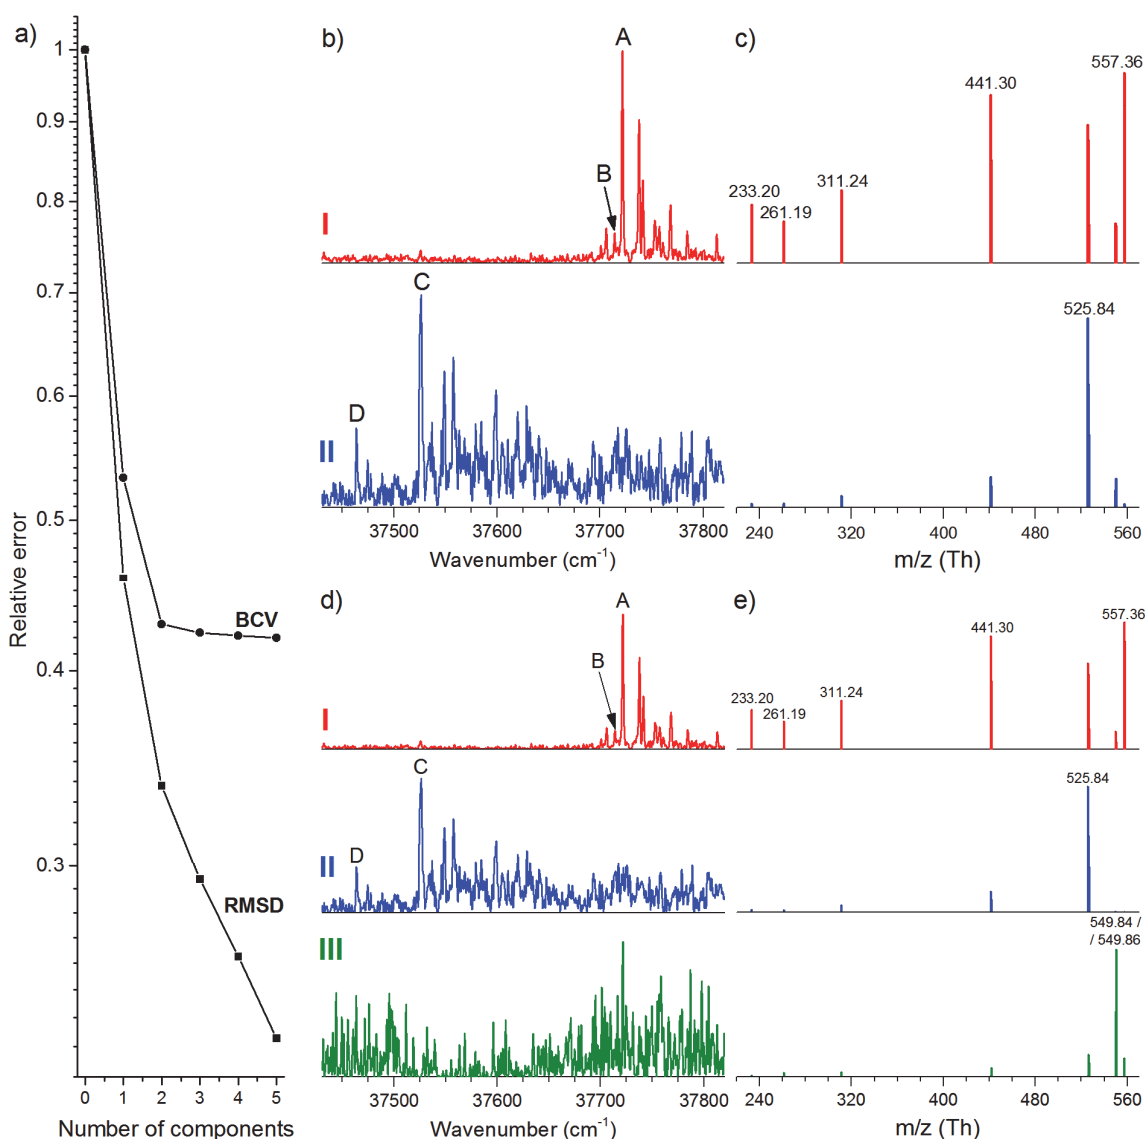 a)
1
0.9
0.8
0.7
0.6
0.5
0.4
0.3
Relative error
BCV
RMSD
0 1 2 3 4 5
Number of components
b)
A
B
I
C
D
II
37500 37600 37700 37800
Wavenumber (cm⁻¹)
c)
557.36
441.30
311.24
233.20
261.19
525.84
240 320 400 480 560
m/z (Th)
d)
A
B
I
C
D
II
III
37500 37600 37700 37800
Wavenumber (cm⁻¹)
e)
557.36
441.30
311.24
233.20
261.19
525.84
549.84 /
/ 549.86
240 320 400 480 560
m/z (Th)